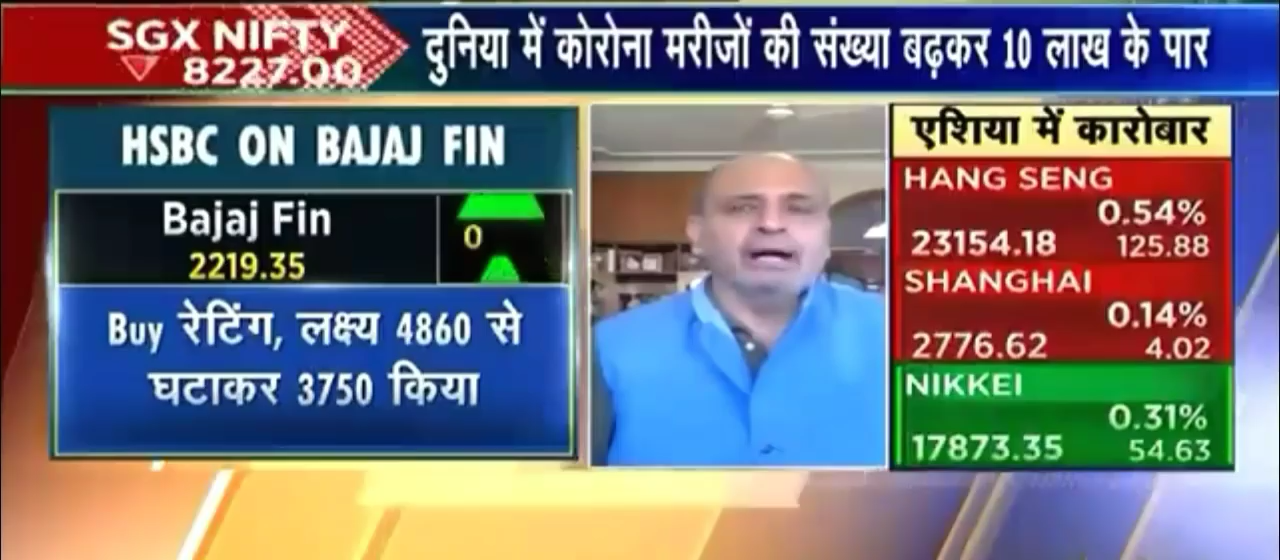 SGX NIFTY
8227.00
दुनिया में कोरोना मरीजों की संख्या बढ़कर 10 लाख के पार
HSBC ON BAJAJ FIN
Bajaj Fin
2219.35
0
Buy रेटिंग, लक्ष्य 4860 से
घटाकर 3750 किया
एशिया में कारोबार
HANG SENG
0.54%
23154.18 125.88
SHANGHAI
0.14%
2776.62 4.02
NIKKEI
0.31%
17873.35 54.63